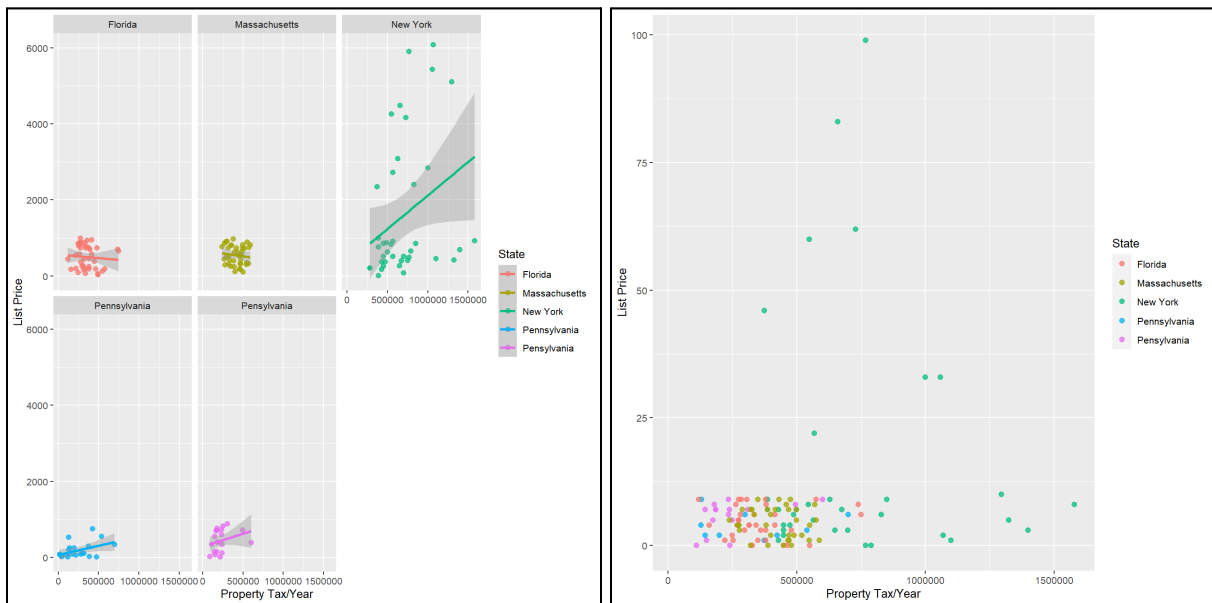 Florida
Massachusetts
New York
6000
4000
2000
0
0
500000
1000000
1500000
Pennsylvania
Pensylvania
6000
4000
2000
0
0
500000
1000000
1500000
0
500000
1000000
1500000
List Price
Property Tax/Year
State
Florida
Massachusetts
New York
Pennsylvania
Pensylvania
100
75
50
25
0
0
500000
1000000
1500000
List Price
Property Tax/Year
State
Florida
Massachusetts
New York
Pennsylvania
Pensylvania